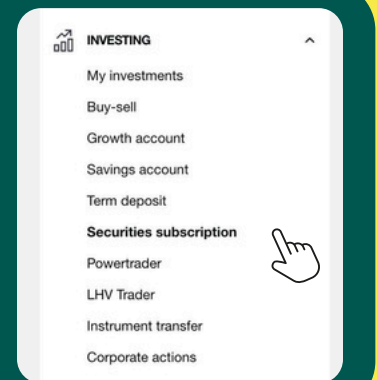 INVESTING
My investments
Buy-sell
Growth account
Savings account
Term deposit
Securities subscription
Powertrader
LHV Trader
Instrument transfer
Corporate actions